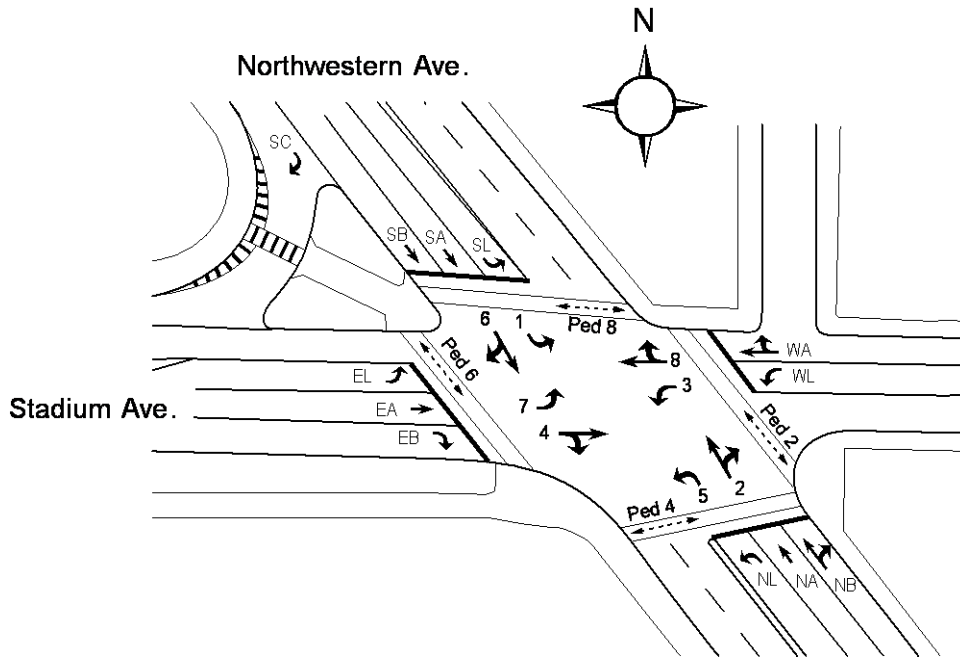 N
Northwestern Ave.
SC
SB
SA
SL
6
1
Ped 8
8
WA
WL
Ped 6
EL
3
Stadium Ave.
EA
7
Ped 2
EB
4
5
2
Ped 4
NL
NA
NB